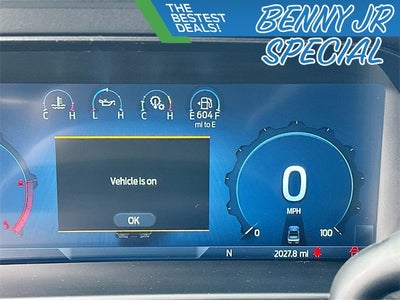 THE
BESTEST
DEALS!
BENNY JR
SPECIAL
C H L H C H E 604 F
mi to E
Vehicle is on
OK
0
MPH
0 100
N 2027.8 mi